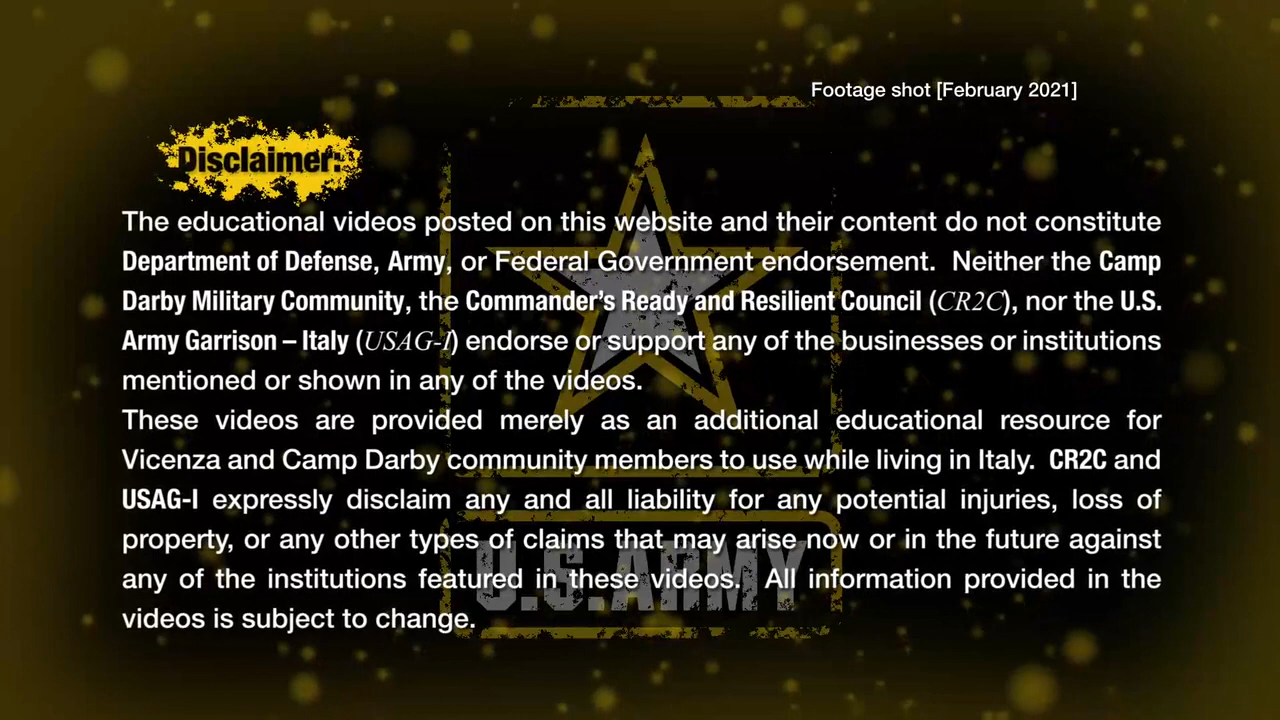 Footage shot [February 2021]
Disclaimer:
The educational videos posted on this website and their content do not constitute
Department of Defense, Army, or Federal Government endorsement. Neither the Camp
Darby Military Community, the Commander's Ready and Resilient Council (CR2C), nor the U.S.
Army Garrison – Italy (USAG-I) endorse or support any of the businesses or institutions
mentioned or shown in any of the videos.
These videos are provided merely as an additional educational resource for
Vicenza and Camp Darby community members to use while living in Italy. CR2C and
USAG-I expressly disclaim any and all liability for any potential injuries, loss of
property, or any other types of claims that may arise now or in the future against
any of the institutions featured in these videos. All information provided in the
U.S.ARMY
videos is subject to change.